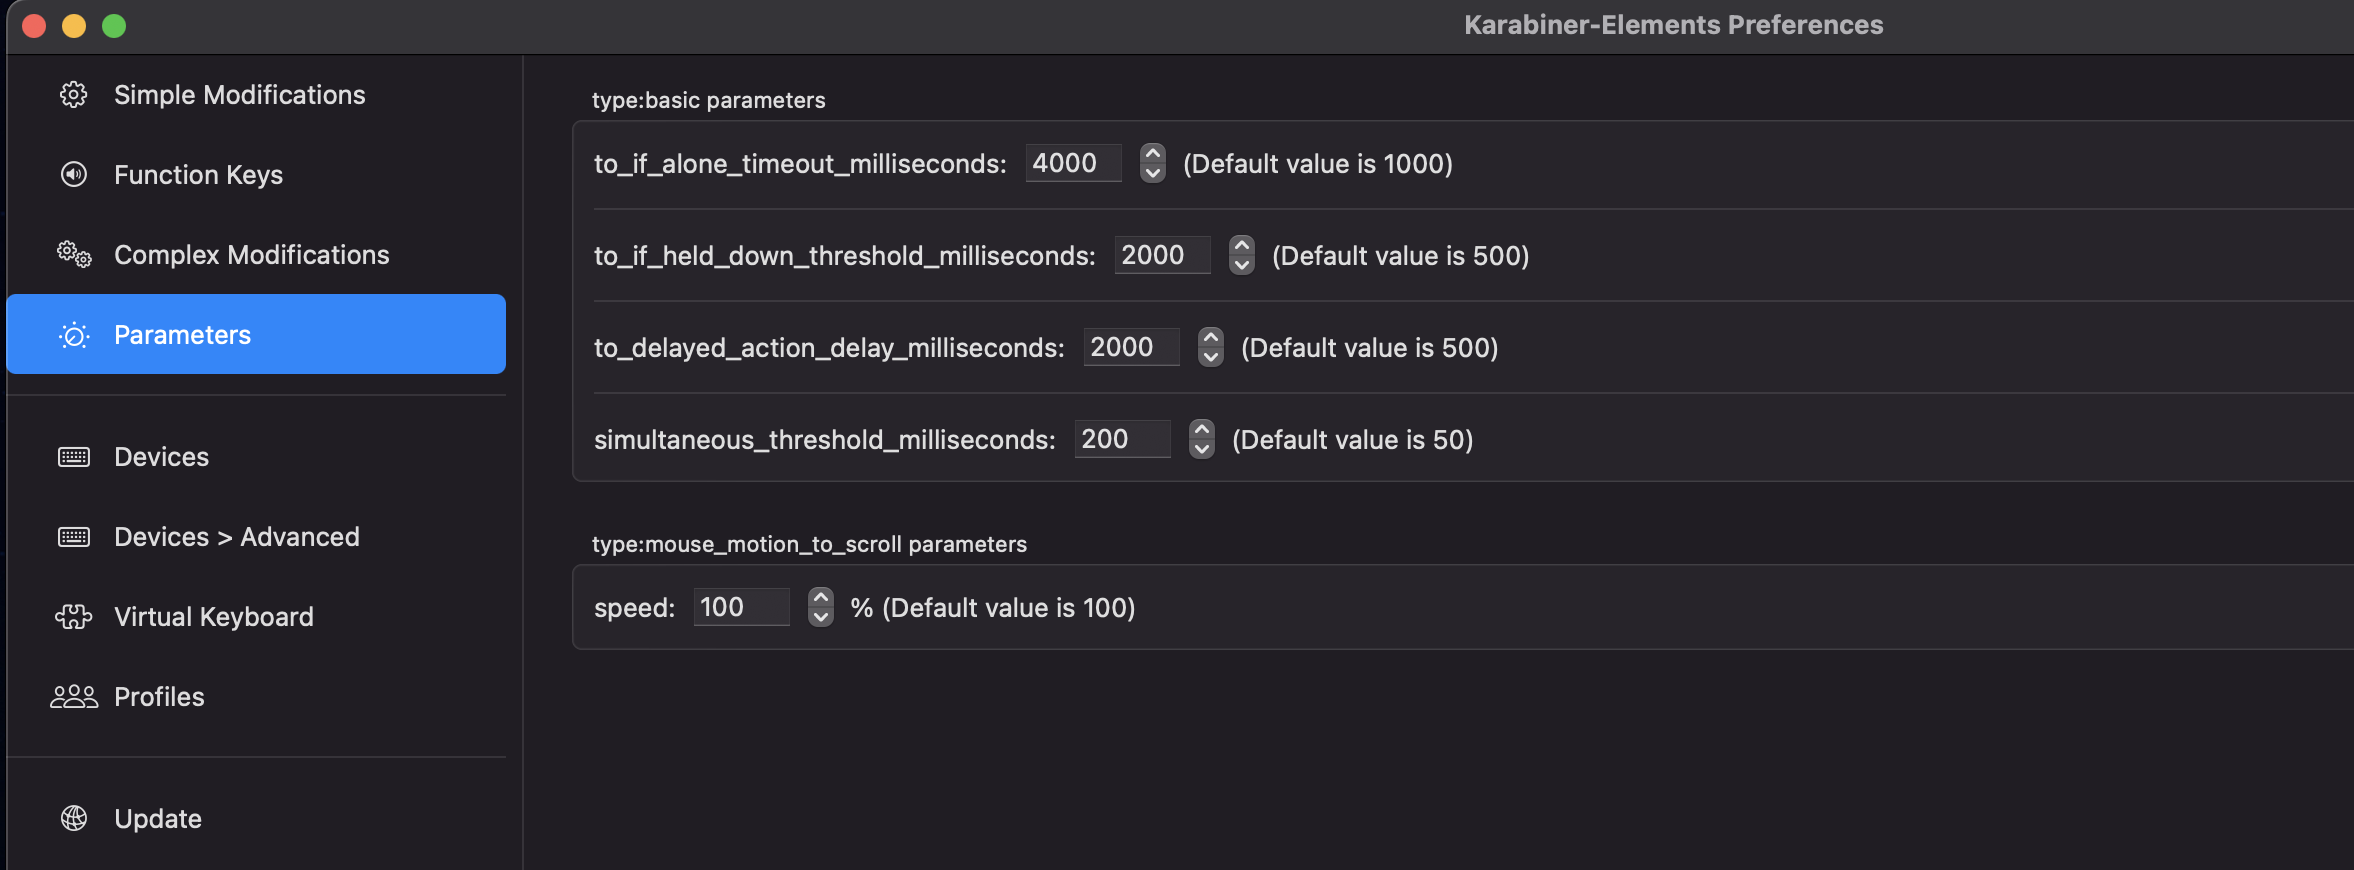 Karabiner-Elements Preferences
Simple Modifications
Function Keys
Complex Modifications
Parameters
Devices
Devices > Advanced
Virtual Keyboard
Profiles
Update
type:basic parameters
to_if_alone_timeout_milliseconds: 4000 (Default value is 1000)
to_if_held_down_threshold_milliseconds: 2000 (Default value is 500)
to_delayed_action_delay_milliseconds: 2000 (Default value is 500)
simultaneous_threshold_milliseconds: 200 (Default value is 50)
type:mouse_motion_to_scroll parameters
speed: 100 % (Default value is 100)